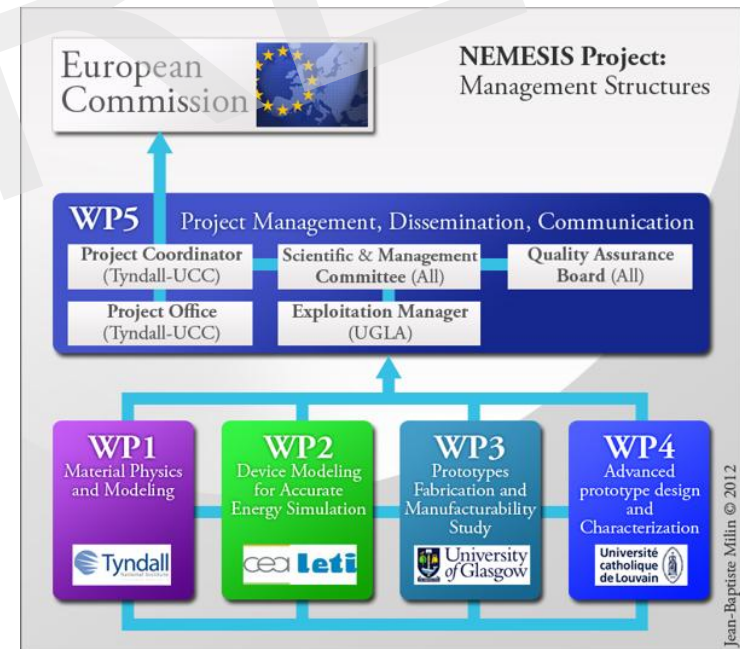 European
Commission
NEMESIS Project:
Management Structures
WP5 Project Management, Dissemination, Communication
Project Coordinator
(Tyndall-UCC)
Scientific & Management
Committee (All)
Quality Assurance
Board (All)
Project Office
(Tyndall-UCC)
Exploitation Manager
(UGLA)
WP1
Material Physics
and Modeling
Tyndall
National Institute
WP2
Device Modeling
for Accurate
Energy Simulation
cea leti
WP3
Prototypes
Fabrication and
Manufacturability
Study
University
of Glasgow
WP4
Advanced
prototype design
and
Characterization
Université
catholique
de Louvain
Jean-Baptiste Milin © 2012